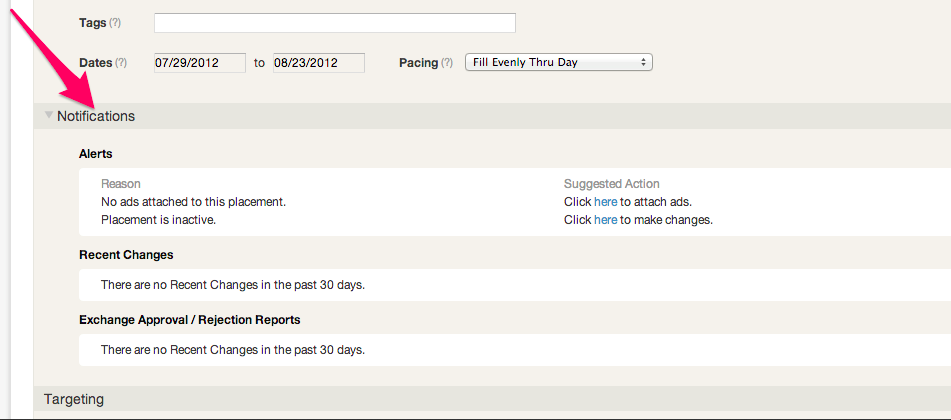 Tags (?)
Dates (?) 07/29/2012 to 08/23/2012 Pacing (?) Fill Evenly Thru Day
Notifications
Alerts
Reason Suggested Action
No ads attached to this placement. Click here to attach ads.
Placement is inactive. Click here to make changes.
Recent Changes
There are no Recent Changes in the past 30 days.
Exchange Approval / Rejection Reports
There are no Recent Changes in the past 30 days.
Targeting